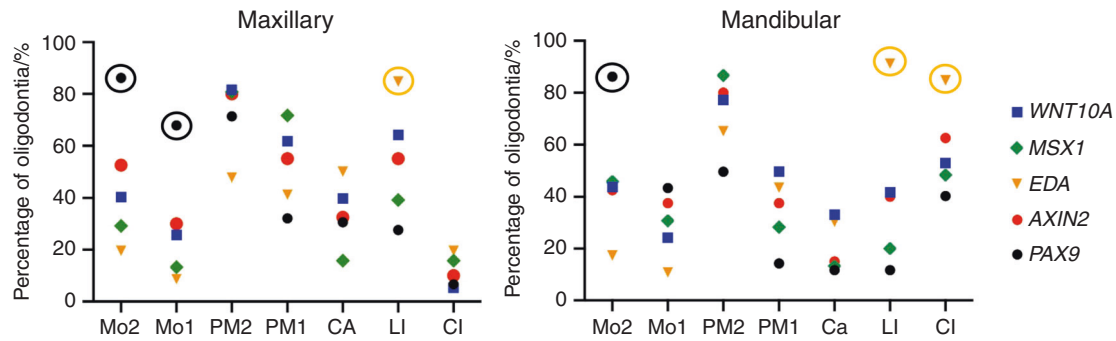 Maxillary
Percentage of oligodontia/%
100
80
60
40
20
0
Mo2 Mo1 PM2 PM1 CA LI CI
Mandibular
Percentage of oligodontia/%
100
80
60
40
20
0
Mo2 Mo1 PM2 PM1 Ca LI CI
WNT10A
MSX1
EDA
AXIN2
PAX9